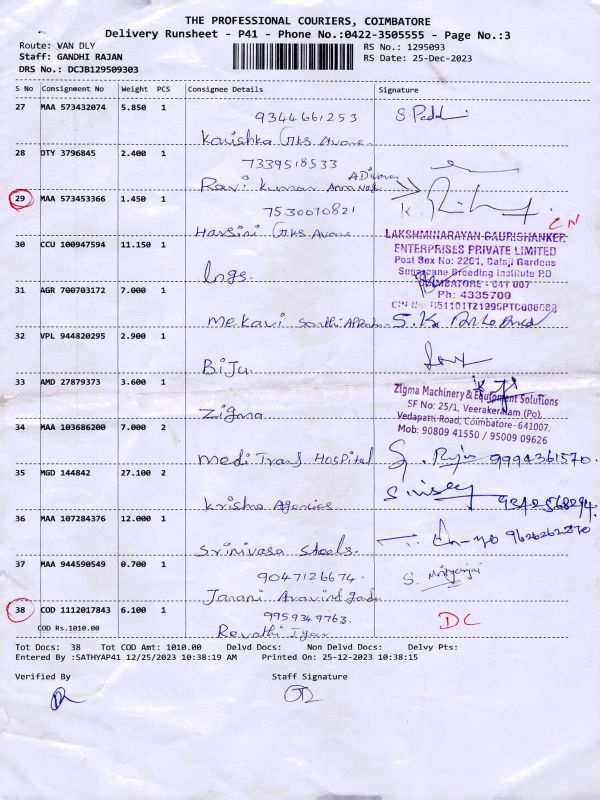 THE PROFESSIONAL COURIERS, COIMBATORE
Delivery Runsheet - P41 - Phone No.:0422-3505555 - Page No.:3
Route: VAN DLY
RS No.: 1295093
Staff: GANDHI RAJAN
RS Date: 25-Dec-2023
DRS No.: DCJB129509303
S No Consignment No Weight PCS Consignee Details Signature
27 MAA 573432074 5.850 1
9344661253
Kanishka Avane
28 DTY 3796845 2.400 1
7339518533
Ravi Kumar
29 MAA 573453366 1.450 1
7530070821
K.
CN
Harsini Avane
30 CCU 100947594 11.150 1
lngs.
LAKSHMINARAYAN GAURISHANKER
ENTERPRISES PRIVATE LIMITED
Post Box No: 2201, Balaji Gardens
Sugarcane Breeding Institute P.O
COIMBATORE - 641 007
Ph: 4335700
31 AGR 700703172 7.000 1
Mekavi
32 VPL 944820295 2.900 1
Biju.
33 AMD 27879373 3.600 1
Zigma
Zigma Machinery & Equipment Solutions
SF No: 25/1, Veerakeralam (Po),
Vedapatti Road, Coimbatore-641007.
Mob: 90809 41550 / 95009 09626
34 MAA 103686200 7.000 2
Medi Trans Hospital
9994361570.
35 MGD 144842 27.100 2
Krishna Agencies
36 MAA 107284376 12.000 1
Srinivasa Steels.
9626262270
37 MAA 944590549 0.700 1
9047126674.
Janani
38 COD 1112017843 6.100 1
COD Rs.1010.00
9959349763.
Revathi
DC
Tot Docs: 38 Tot COD Amt: 1010.00 Delvd Docs: Non Delvd Docs: Delvy Pts:
Entered By :SATHYAP41 12/25/2023 10:38:19 AM Printed On: 25-12-2023 10:38:15
Verified By Staff Signature